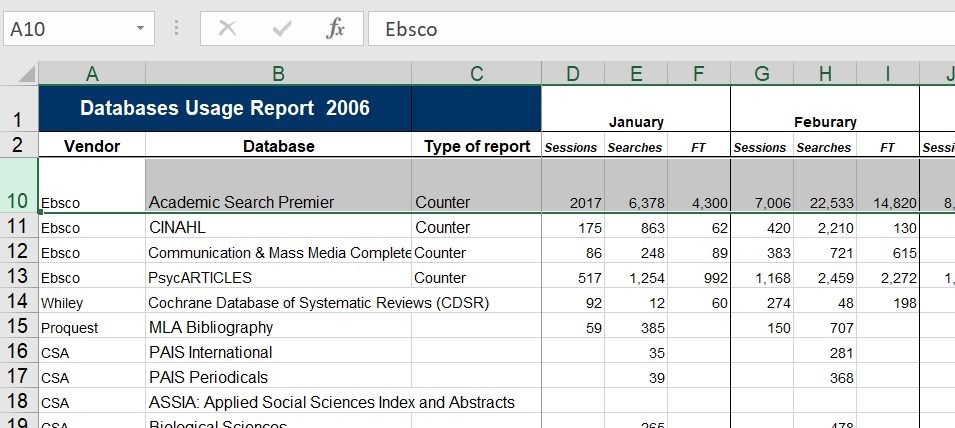 A10 fx Ebsco
A B C D E F G H I J
1 Databases Usage Report 2006 January Feburary
2 Vendor Database Type of report Sessions Searches FT Sessions Searches FT
10 Ebsco Academic Search Premier Counter 2017 6,378 4,300 7,006 22,533 14,820
11 Ebsco CINAHL Counter 175 863 62 420 2,210 130
12 Ebsco Communication & Mass Media Complete Counter 86 248 89 383 721 615
13 Ebsco PsycARTICLES Counter 517 1,254 992 1,168 2,459 2,272
14 Whiley Cochrane Database of Systematic Reviews (CDSR) 92 12 60 274 48 198
15 Proquest MLA Bibliography 59 385 150 707
16 CSA PAIS International 35 281
17 CSA PAIS Periodicals 39 368
18 CSA ASSIA: Applied Social Sciences Index and Abstracts
19 CSA Biological Sciences 265 478